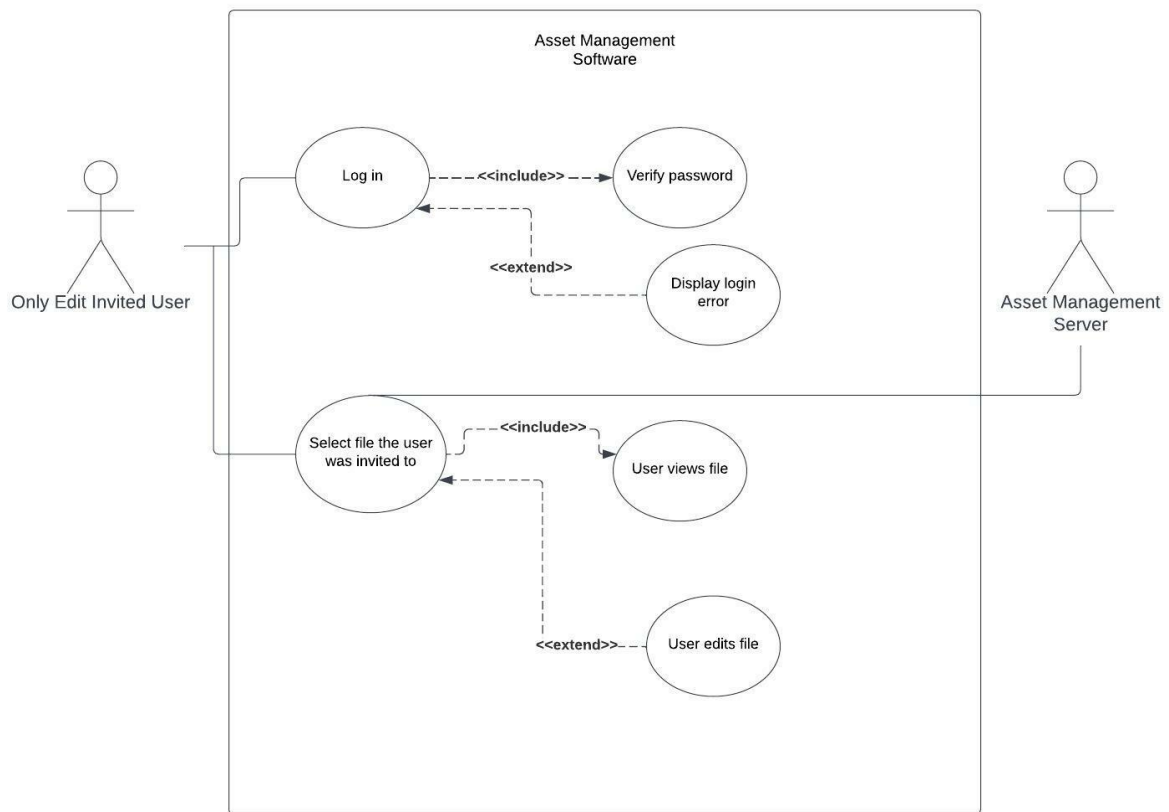 Asset Management
Software
Log in
<<include>>
Verify password
<<extend>>
Display login
error
Only Edit Invited User
Asset Management
Server
Select file the user
was invited to
<<include>>
User views file
<<extend>>
User edits file